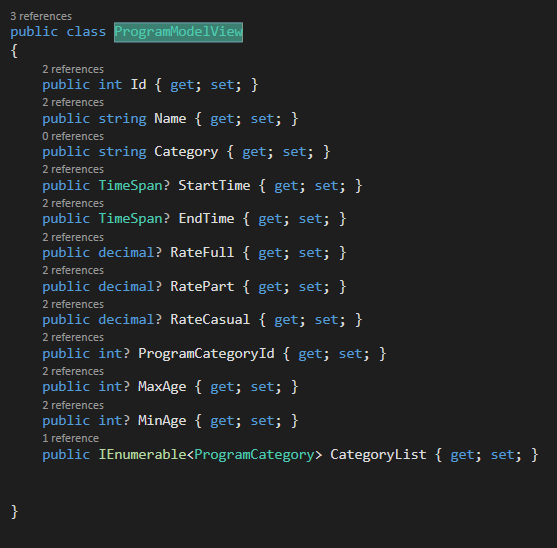 3 references
public class ProgramModelView
{
2 references
public int Id { get; set; }
2 references
public string Name { get; set; }
0 references
public string Category { get; set; }
2 references
public TimeSpan? StartTime { get; set; }
2 references
public TimeSpan? EndTime { get; set; }
2 references
public decimal? RateFull { get; set; }
2 references
public decimal? RatePart { get; set; }
2 references
public decimal? RateCasual { get; set; }
2 references
public int? ProgramCategoryId { get; set; }
2 references
public int? MaxAge { get; set; }
2 references
public int? MinAge { get; set; }
1 reference
public IEnumerable<ProgramCategory> CategoryList { get; set; }
}